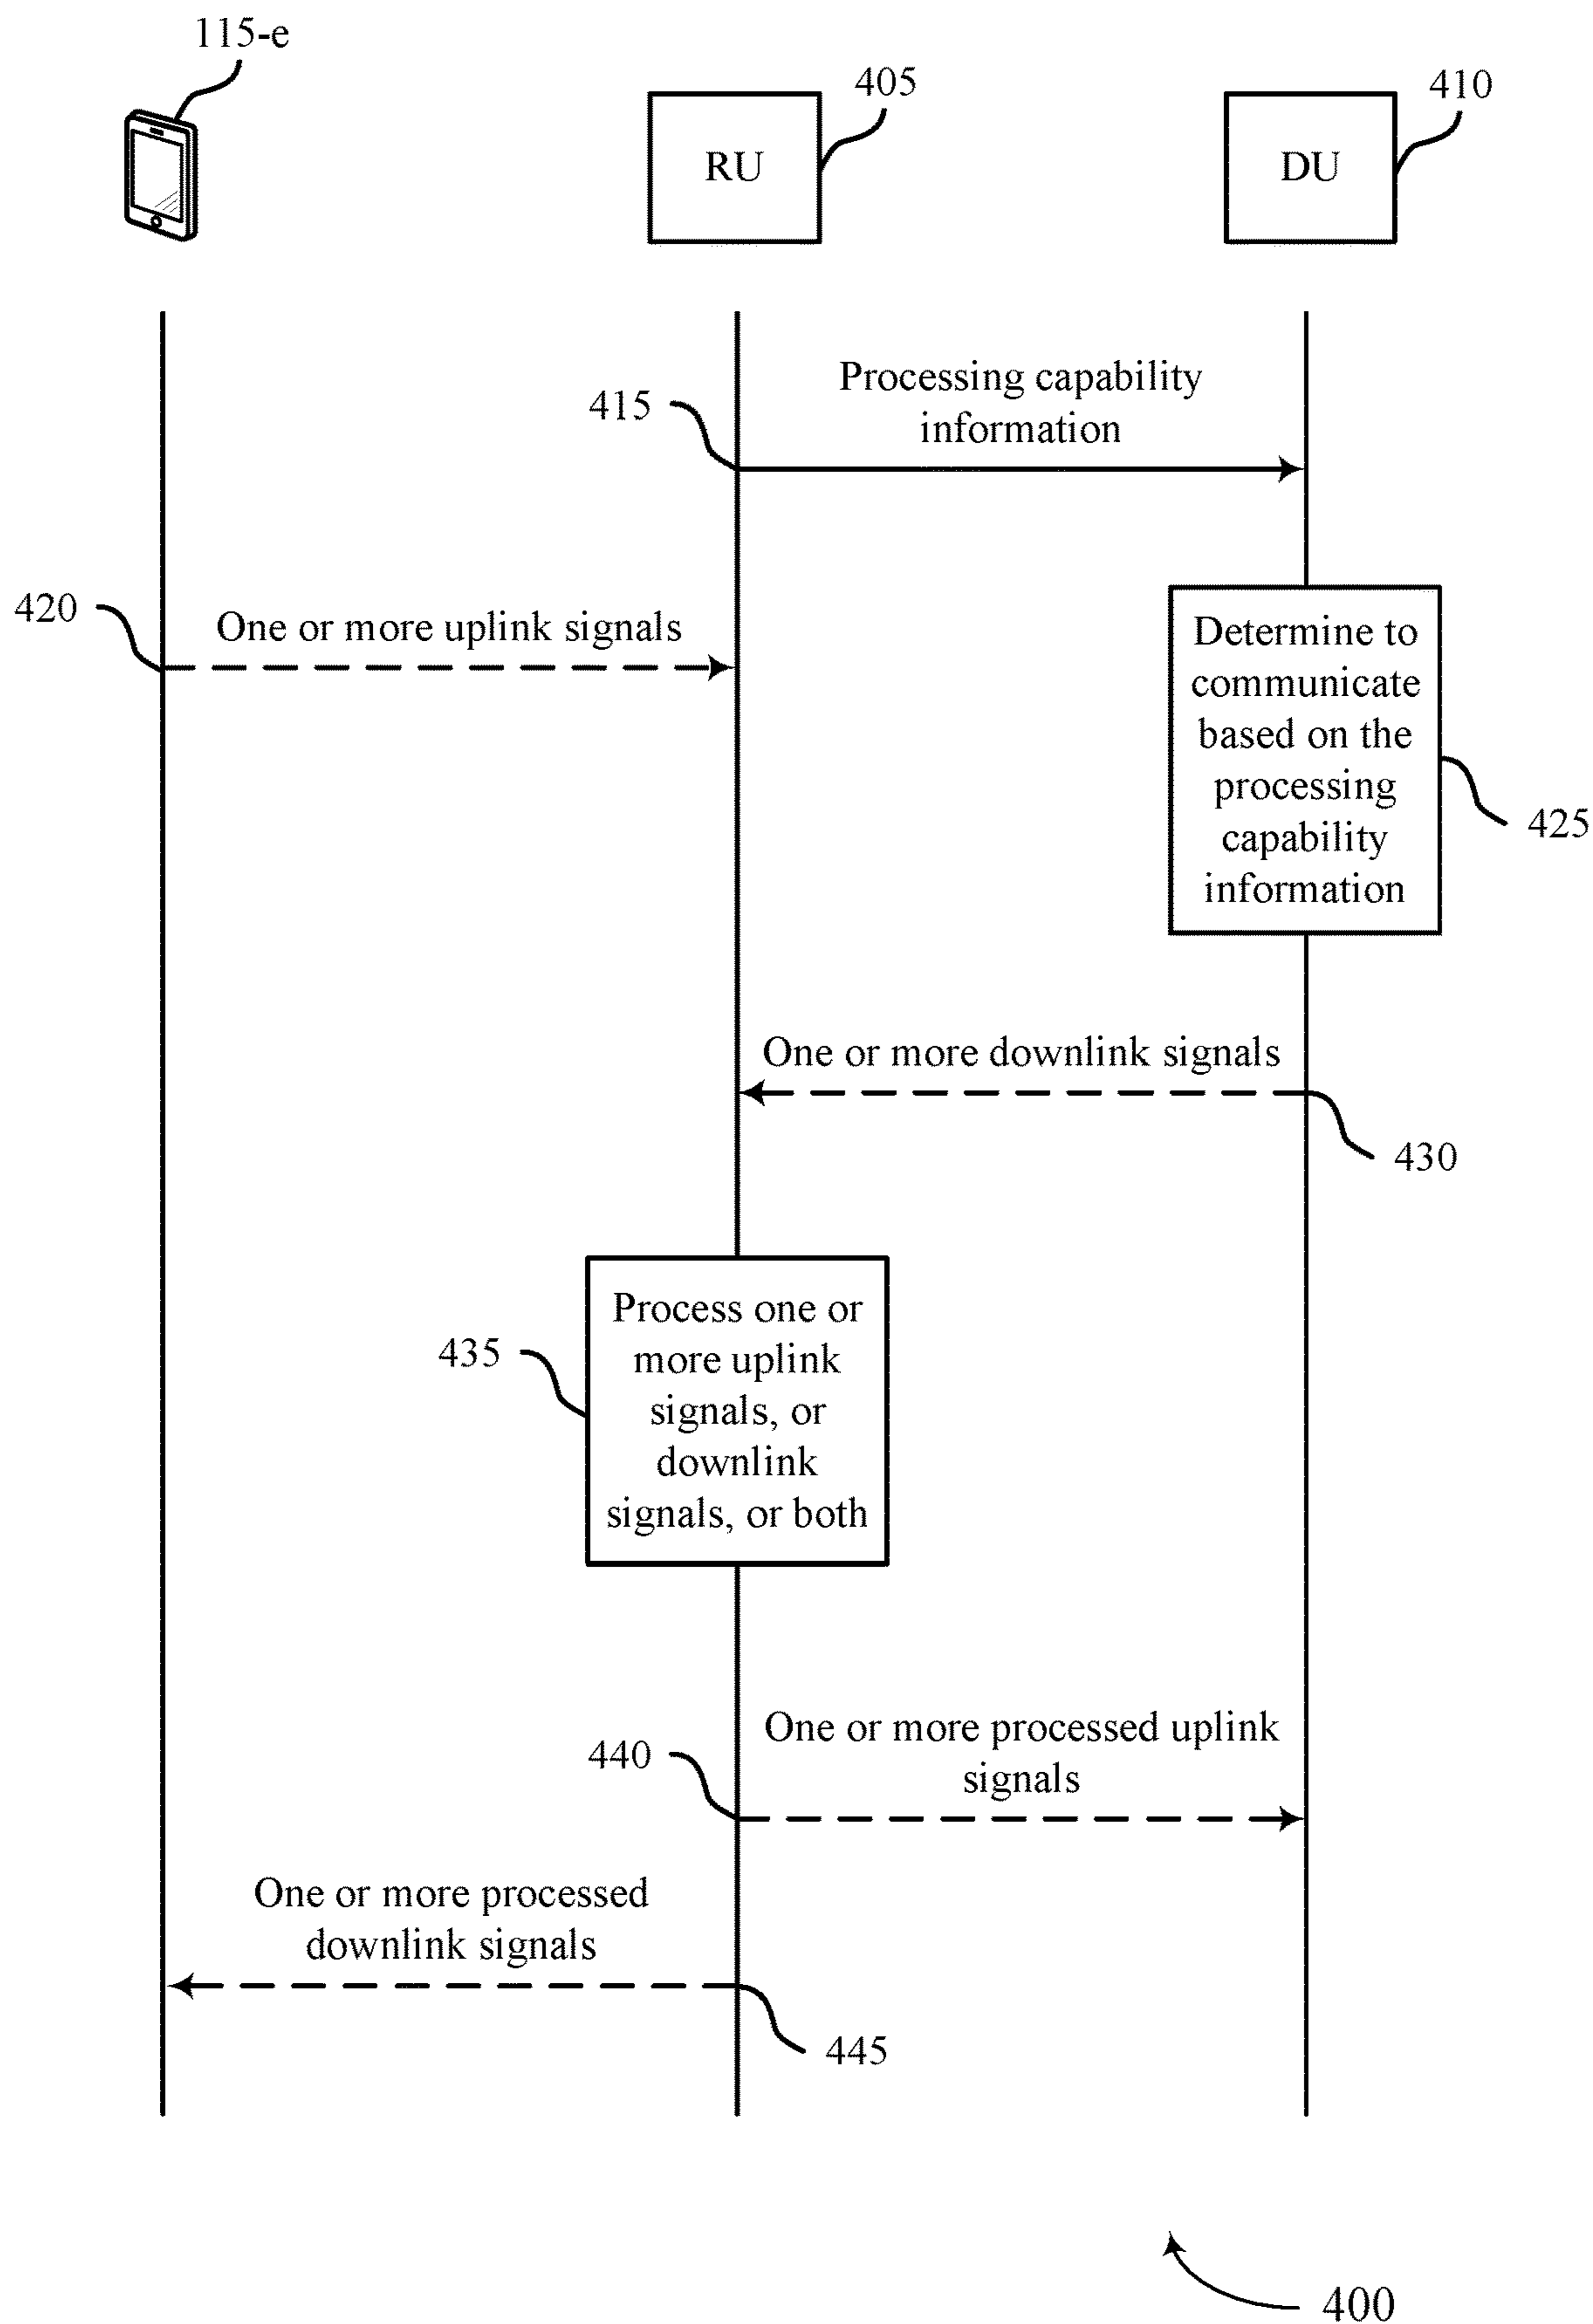 115-e
405
410
RU
DU
Processing capability
information
415
420
One or more uplink signals
Determine to
communicate
based on the
processing
capability
information
425
One or more downlink signals
430
Process one or
more uplink
signals, or
downlink
signals, or both
435
One or more processed uplink
signals
440
One or more processed
downlink signals
445
400